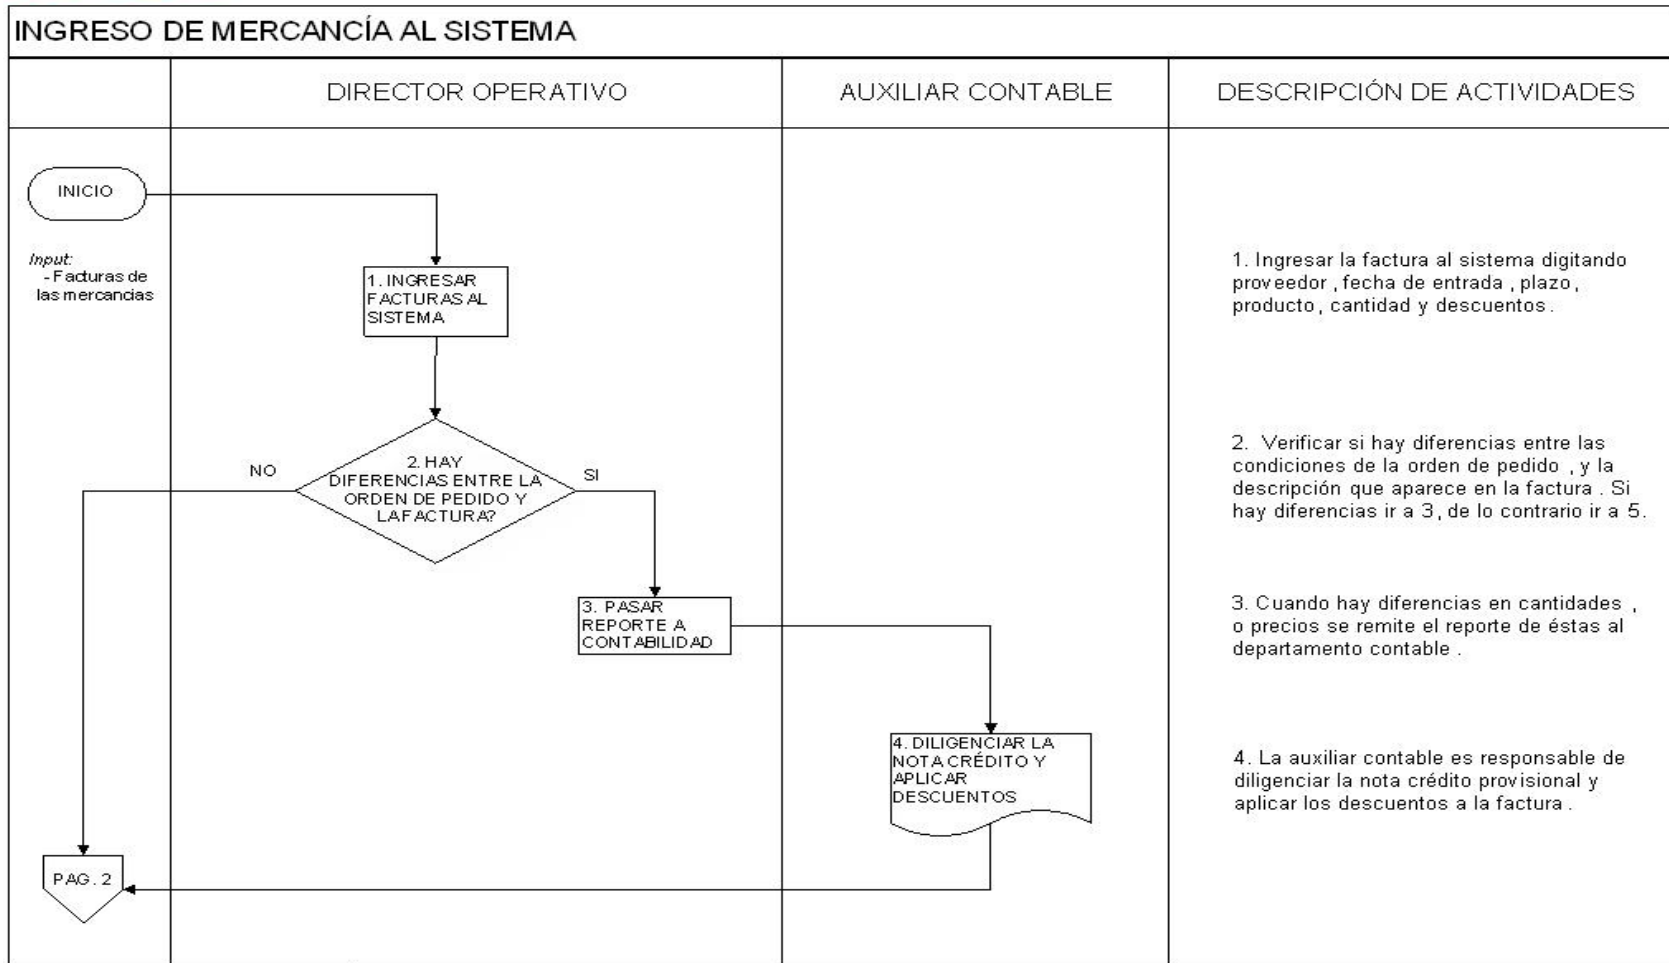 INGRESO DE MERCANCÍA AL SISTEMA
DIRECTOR OPERATIVO
AUXILIAR CONTABLE
DESCRIPCIÓN DE ACTIVIDADES
INICIO
Input:
- Facturas de
las mercancias
1. INGRESAR
FACTURAS AL
SISTEMA
1. Ingresar la factura al sistema digitando
proveedor , fecha de entrada , plazo ,
producto , cantidad y descuentos .
NO
2. HAY
DIFERENCIAS ENTRE LA
ORDEN DE PEDIDO Y
LA FACTURA?
SI
2. Verificar si hay diferencias entre las
condiciones de la orden de pedido , y la
descripción que aparece en la factura . Si
hay diferencias ir a 3 , de lo contrario ir a 5.
3. PASAR
REPORTE A
CONTABILIDAD
3. Cuando hay diferencias en cantidades ,
o precios se remite el reporte de éstas al
departamento contable .
4. DILIGENCIAR LA
NOTA CRÉDITO Y
APLICAR
DESCUENTOS
4. La auxiliar contable es responsable de
diligenciar la nota crédito provisional y
aplicar los descuentos a la factura .
PAG. 2